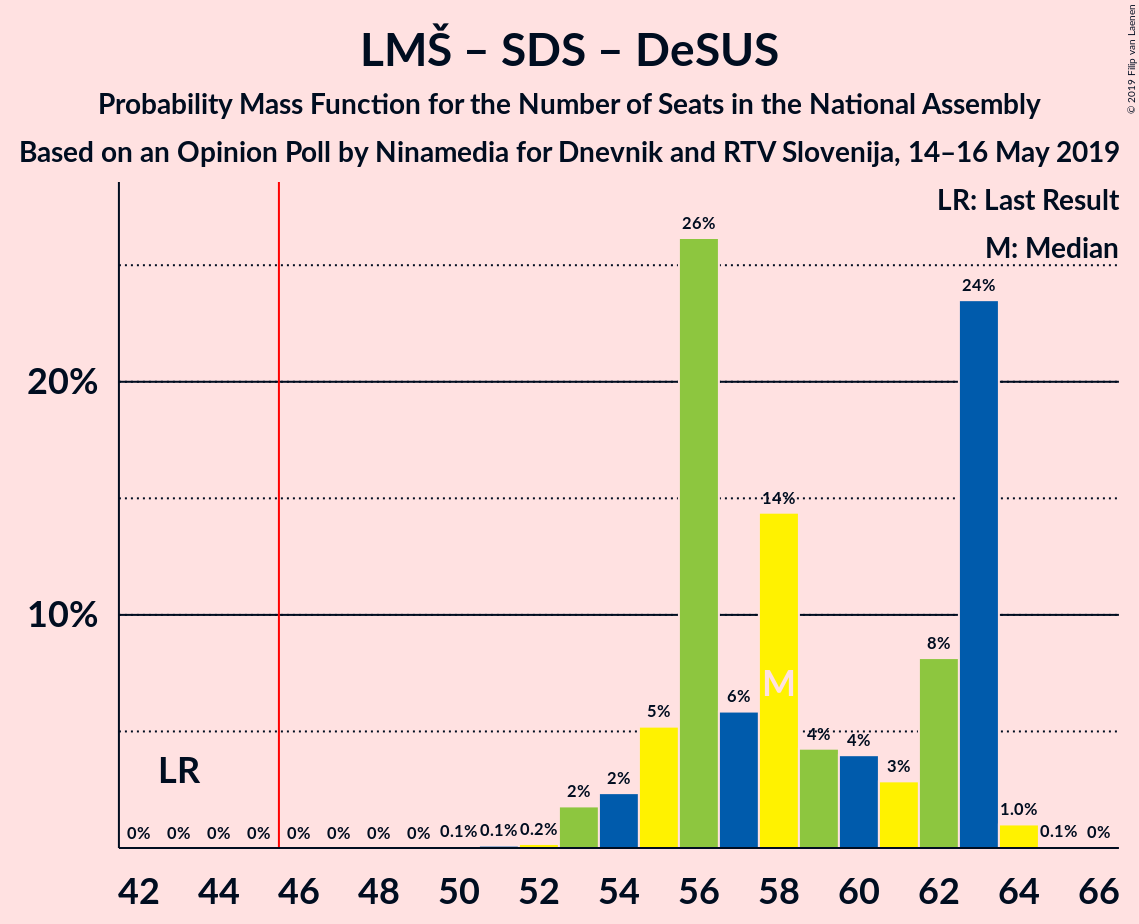 © 2019 Filip van Laenen
LMŠ – SDS – DeSUS
Probability Mass Function for the Number of Seats in the National Assembly
Based on an Opinion Poll by Ninamedia for Dnevnik and RTV Slovenija, 14–16 May 2019
LR: Last Result
M: Median
20%
10%
LR
M
0% 0% 0% 0% 0% 0% 0% 0% 0.1% 0.1% 0.2% 2% 2% 5% 26% 6% 14% 4% 4% 3% 8% 24% 1.0% 0.1% 0%
42 44 46 48 50 52 54 56 58 60 62 64 66